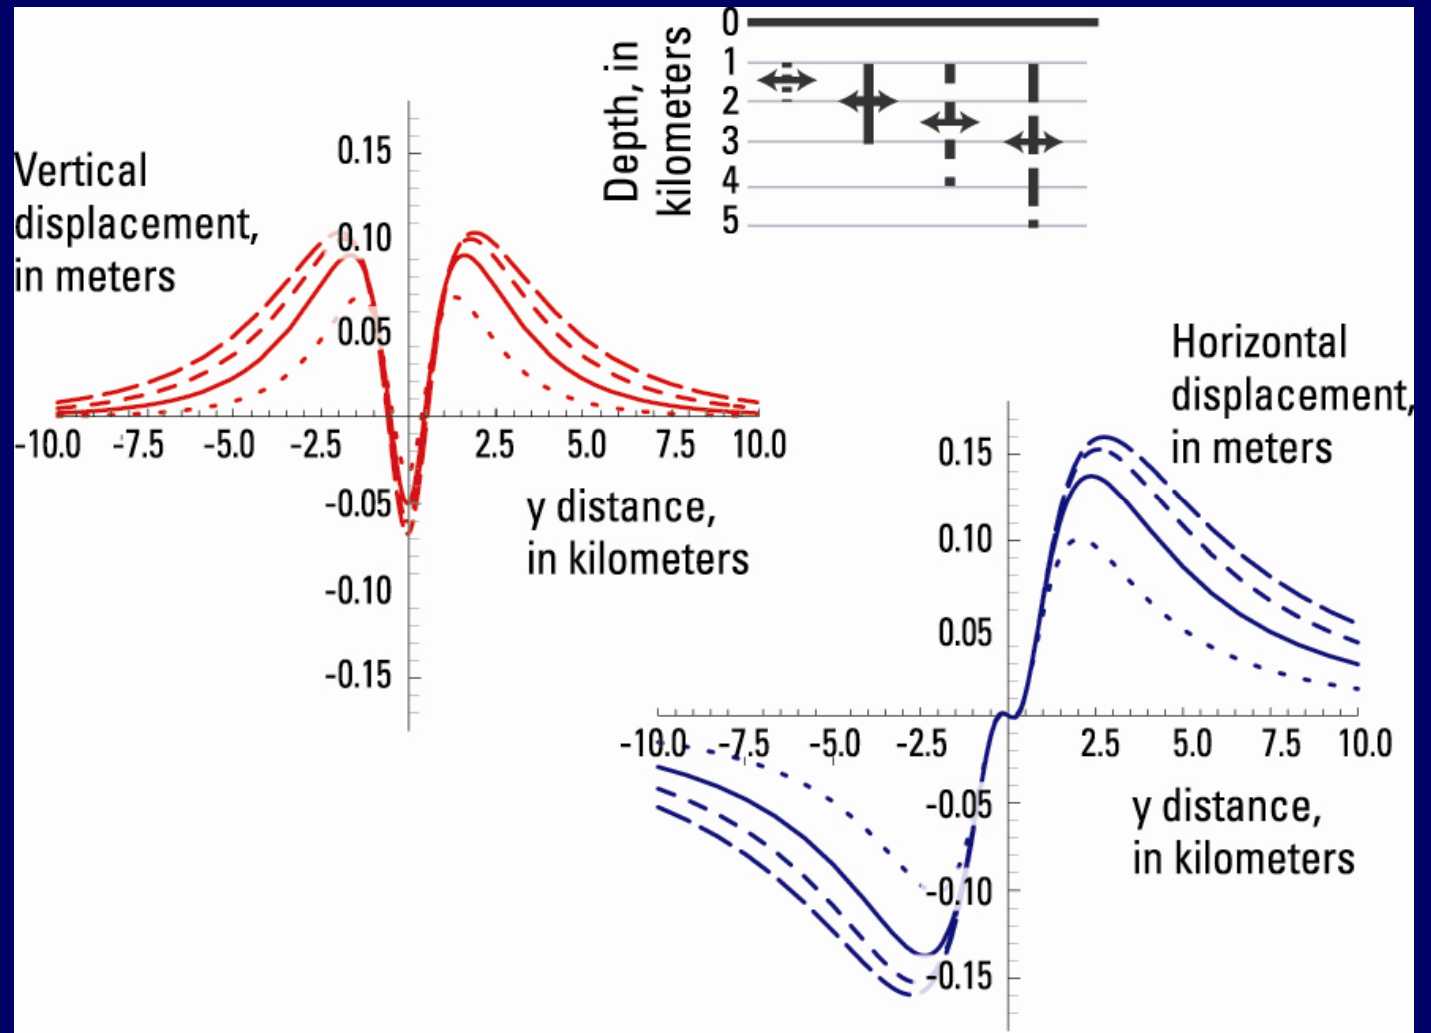 Depth, in
kilometers
0
1
2
3
4
5
Vertical
displacement,
in meters
0.15
0.10
0.05
-10.0 -7.5 -5.0 -2.5 2.5 5.0 7.5 10.0
-0.05
-0.10
-0.15
y distance,
in kilometers
Horizontal
displacement,
in meters
0.15
0.10
0.05
-10.0 -7.5 -5.0 -2.5 2.5 5.0 7.5 10.0
-0.05
-0.10
-0.15
y distance,
in kilometers